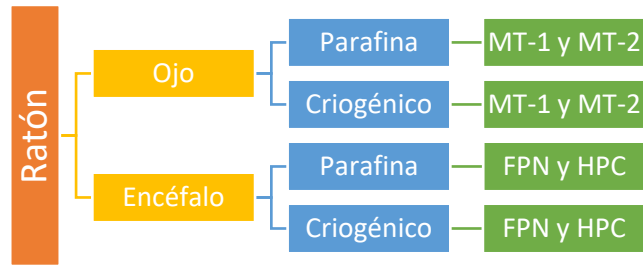 Ratón
Ojo
Parafina
MT-1 y MT-2
Criogénico
MT-1 y MT-2
Encéfalo
Parafina
FPN y HPC
Criogénico
FPN y HPC